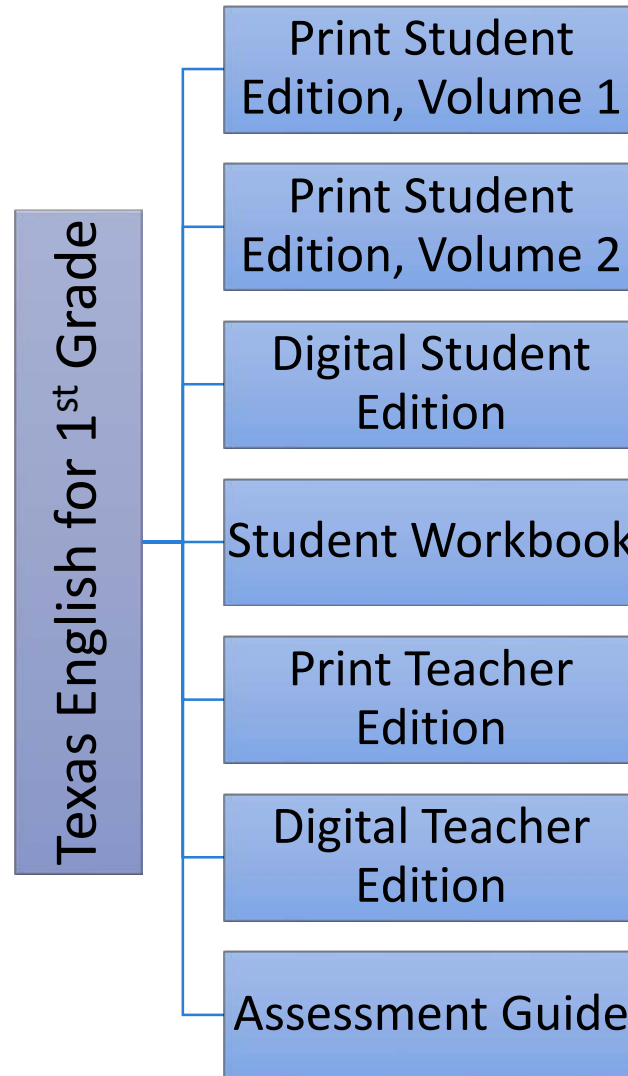 Texas English for 1st Grade
Print Student
Edition, Volume 1
Print Student
Edition, Volume 2
Digital Student
Edition
Student Workbook
Print Teacher
Edition
Digital Teacher
Edition
Assessment Guide